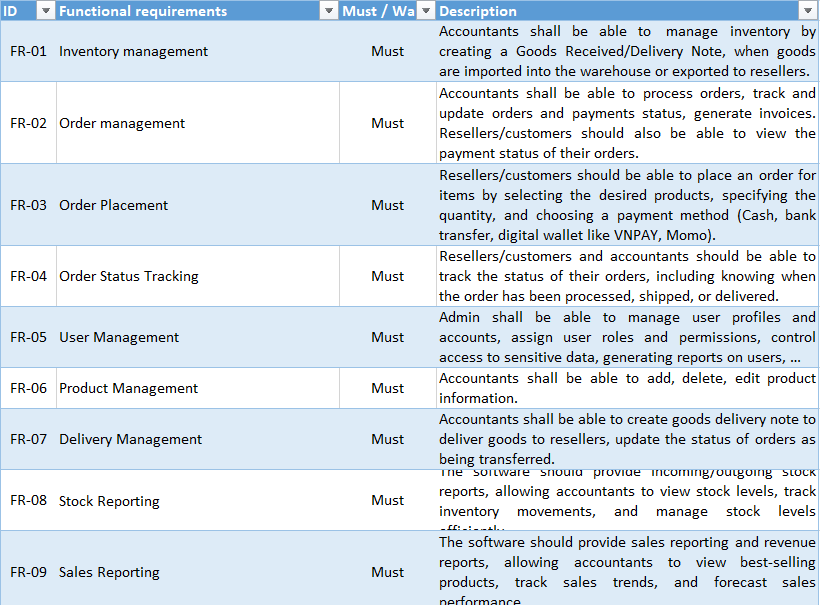 ID Functional requirements Must / Wa Description
FR-01 Inventory management Must Accountants shall be able to manage inventory by
creating a Goods Received/Delivery Note, when goods
are imported into the warehouse or exported to resellers.
FR-02 Order management Must Accountants shall be able to process orders, track and
update orders and payments status, generate invoices.
Resellers/customers should also be able to view the
payment status of their orders.
FR-03 Order Placement Must Resellers/customers should be able to place an order for
items by selecting the desired products, specifying the
quantity, and choosing a payment method (Cash, bank
transfer, digital wallet like VNPAY, Momo).
FR-04 Order Status Tracking Must Resellers/customers and accountants should be able to
track the status of their orders, including knowing when
the order has been processed, shipped, or delivered.
FR-05 User Management Must Admin shall be able to manage user profiles and
accounts, assign user roles and permissions, control
access to sensitive data, generating reports on users, ...
FR-06 Product Management Must Accountants shall be able to add, delete, edit product
information.
FR-07 Delivery Management Must Accountants shall be able to create goods delivery note to
deliver goods to resellers, update the status of orders as
being transferred.
FR-08 Stock Reporting Must The software should provide incoming/outgoing stock
reports, allowing accountants to view stock levels, track
inventory movements, and manage stock levels
efficiently.
FR-09 Sales Reporting Must The software should provide sales reporting and revenue
reports, allowing accountants to view best-selling
products, track sales trends, and forecast sales
performance.